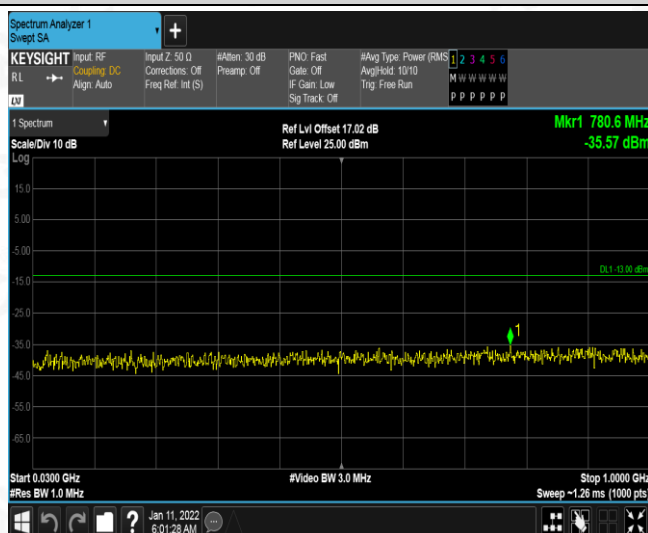 Spectrum Analyzer 1
Swept SA
+
KEYSIGHT
RL
LXI
Input: RF
Coupling: DC
Align: Auto
Input Z: 50 Ω
Corrections: Off
Freq Ref: Int (S)
#Atten: 30 dB
Preamp: Off
PNO: Fast
Gate: Off
IF Gain: Low
Sig Track: Off
#Avg Type: Power (RMS
Avg|Hold: 10/10
Trig: Free Run
1 2 3 4 5 6
M W W W W W
P P P P P P
1 Spectrum
Scale/Div 10 dB
Log
Ref Lvl Offset 17.02 dB
Ref Level 25.00 dBm
Mkr1 780.6 MHz
-35.57 dBm
15.0
5.00
-5.00
DL1 -13.00 dBm
-15.0
-25.0
1
-35.0
-45.0
-55.0
-65.0
Start 0.0300 GHz
#Res BW 1.0 MHz
#Video BW 3.0 MHz
Stop 1.0000 GHz
Sweep ~1.26 ms (1000 pts)
?
Jan 11, 2022
6:01:28 AM